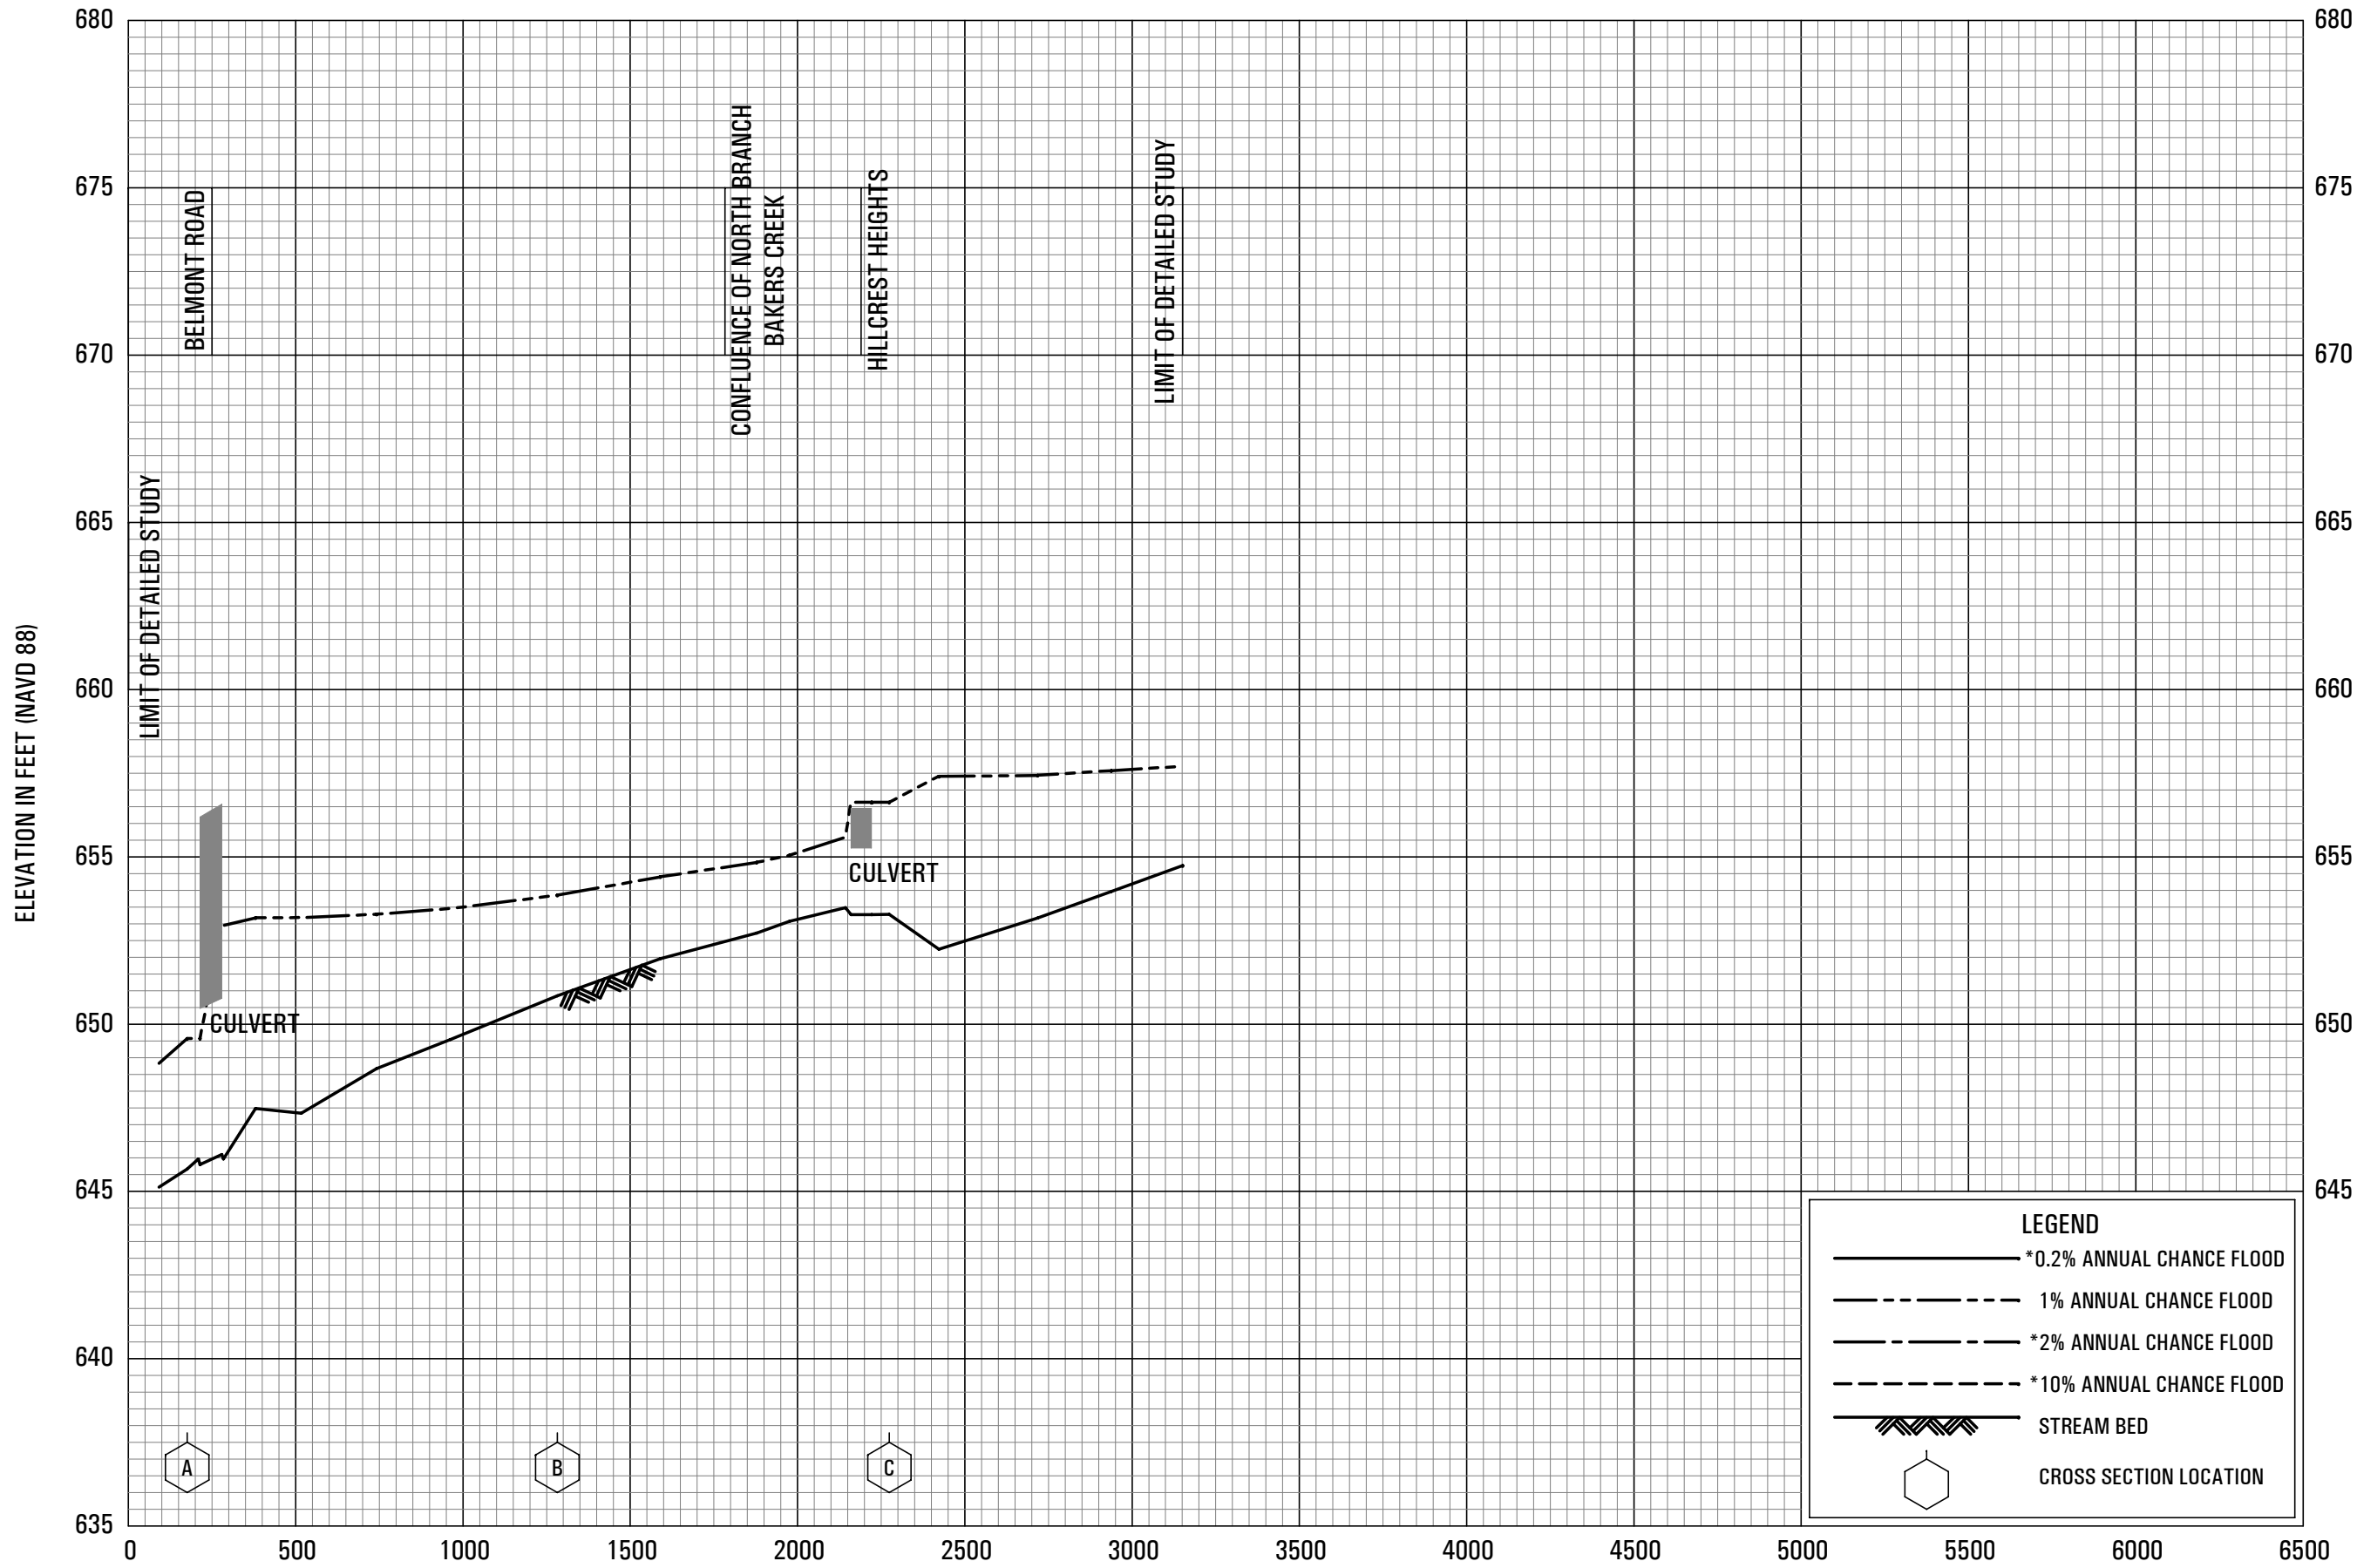 680
680
675
675
670
670
665
665
660
660
655
655
650
650
645
645
640
635
ELEVATION IN FEET (NAVD 88)
LIMIT OF DETAILED STUDY
BELMONT ROAD
CONFLUENCE OF NORTH BRANCH
BAKERS CREEK
HILLCREST HEIGHTS
LIMIT OF DETAILED STUDY
CULVERT
CULVERT
A
B
C
LEGEND
*0.2% ANNUAL CHANCE FLOOD
1% ANNUAL CHANCE FLOOD
*2% ANNUAL CHANCE FLOOD
*10% ANNUAL CHANCE FLOOD
STREAM BED
CROSS SECTION LOCATION
0 500 1000 1500 2000 2500 3000 3500 4000 4500 5000 5500 6000 6500